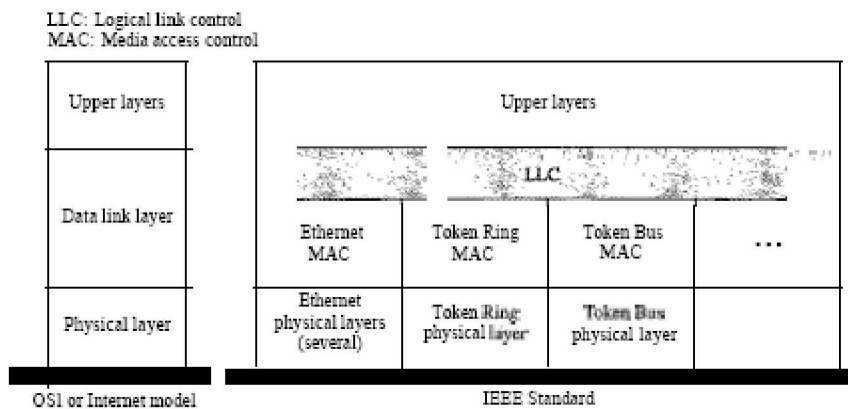 LLC: Logical link control
MAC: Media access control
Upper layers
Upper layers
LLC
Data link layer
Ethernet
MAC
Token Ring
MAC
Token Bus
MAC
...
Physical layer
Ethernet
physical layers
(several)
Token Ring
physical layer
Token Bus
physical layer
OS1 or Internet model
IEEE Standard